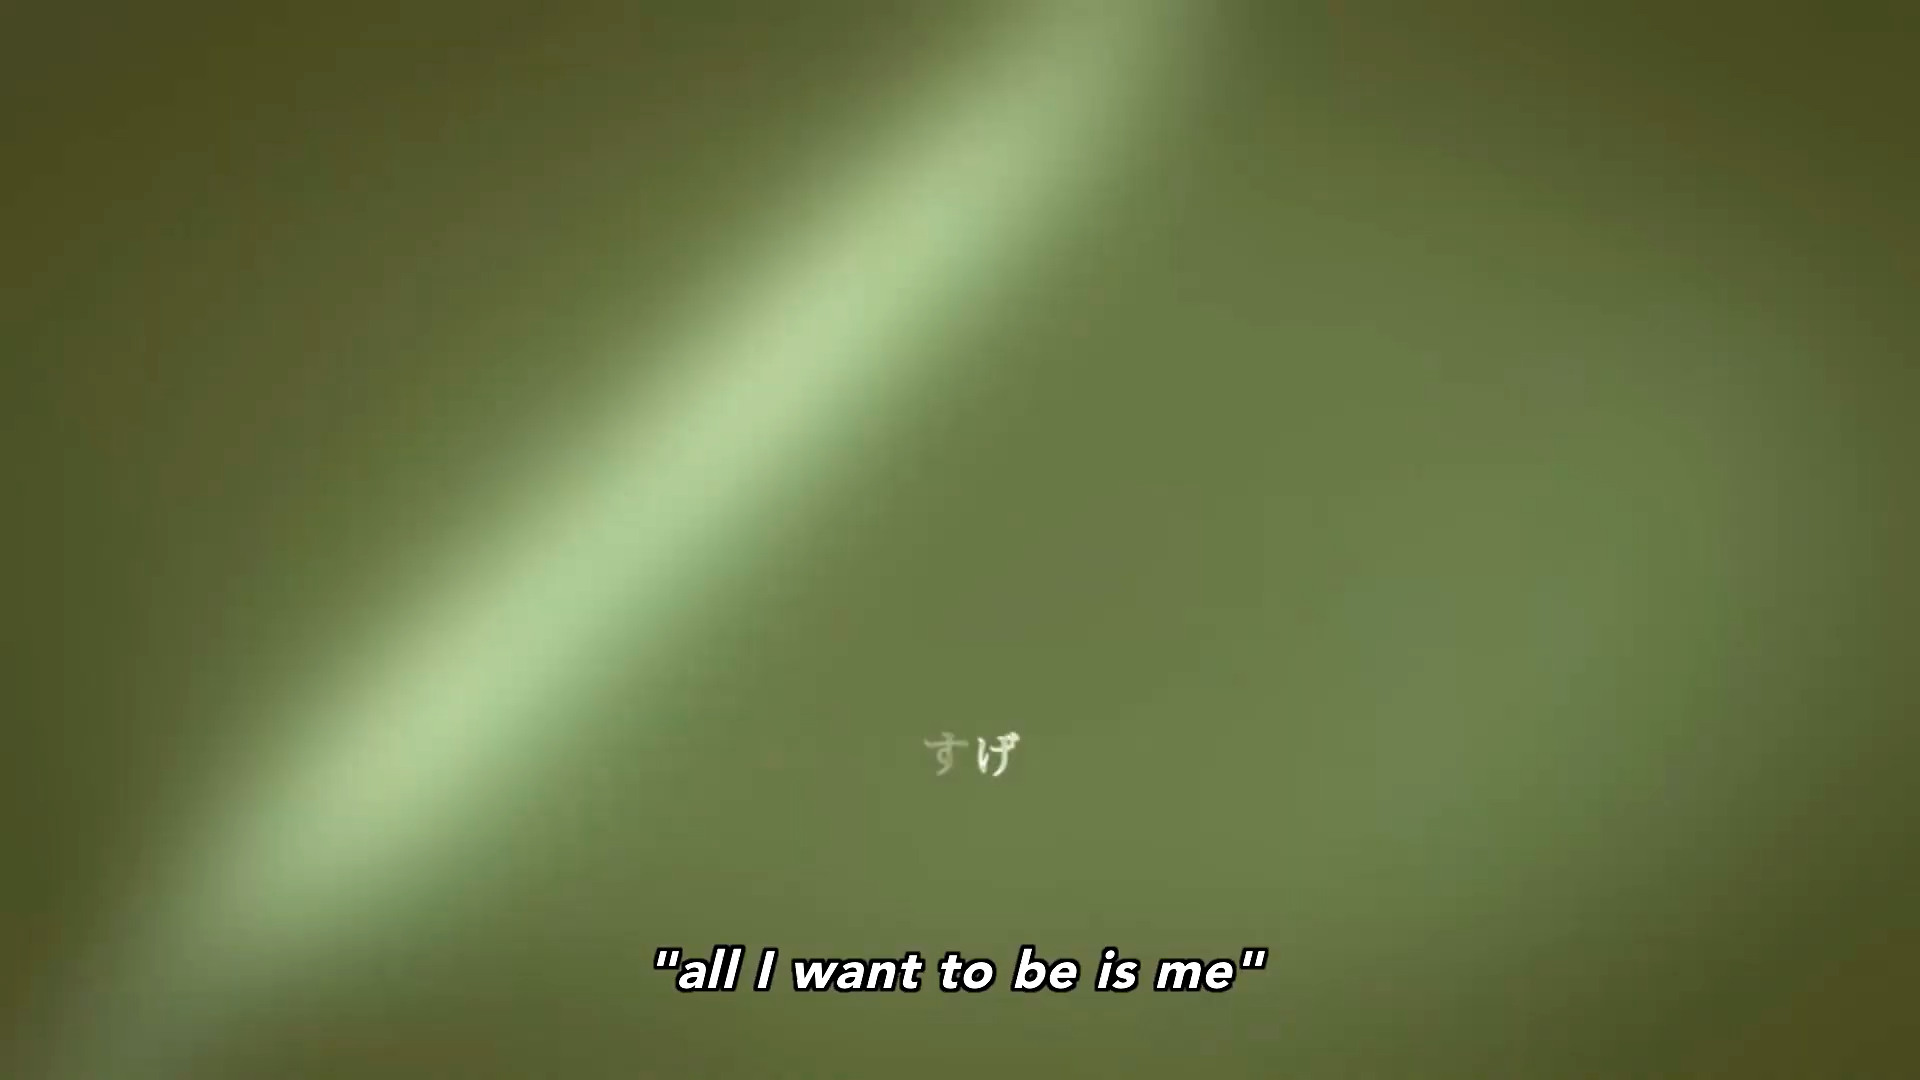 すげ
"all I want to be is me"